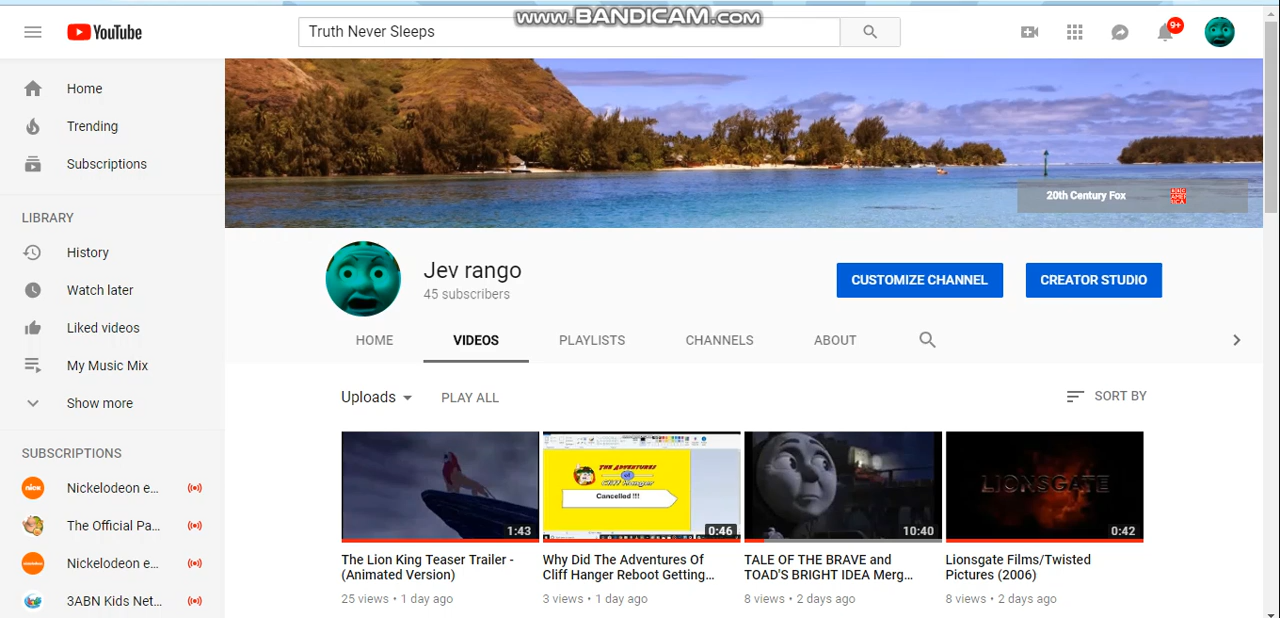 www.BANDICAM.com
YouTube
Truth Never Sleeps
9+
Home
Trending
Subscriptions
LIBRARY
History
Watch later
Liked videos
My Music Mix
Show more
SUBSCRIPTIONS
Nickelodeon e...
The Official Pa...
Nickelodeon e...
3ABN Kids Net...
20th Century Fox
Jev rango
45 subscribers
CUSTOMIZE CHANNEL
CREATOR STUDIO
HOME
VIDEOS
PLAYLISTS
CHANNELS
ABOUT
Uploads
PLAY ALL
SORT BY
1:43
The Lion King Teaser Trailer -
(Animated Version)
25 views • 1 day ago
THE ADVENTURES
of
Cliff Hanger
Cancelled !!!
0:46
Why Did The Adventures Of
Cliff Hanger Reboot Getting...
3 views • 1 day ago
10:40
TALE OF THE BRAVE and
TOAD'S BRIGHT IDEA Merg...
8 views • 2 days ago
LIONSGATE
0:42
Lionsgate Films/Twisted
Pictures (2006)
8 views • 2 days ago